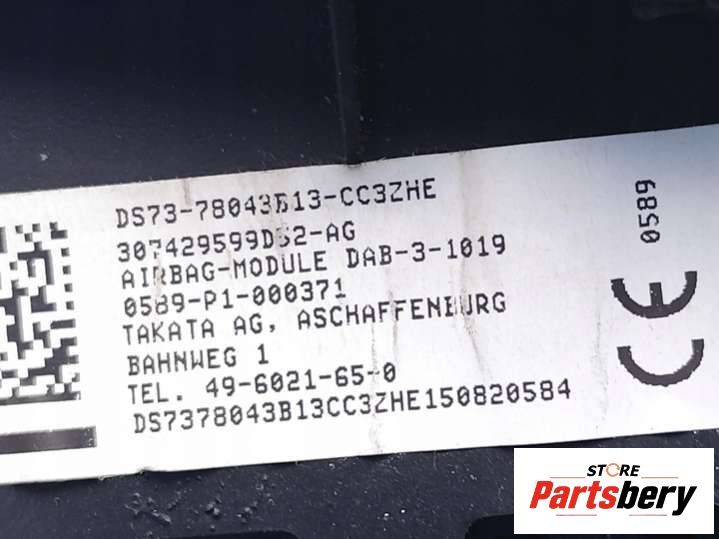 DS73-78043B13-CC3ZHE
307429599DS2-AG
AIRBAG-MODULE DAB-3-1019
0589-P1-000371
TAKATA AG, ASCHAFFENBURG
BAHNWEG 1
TEL. 49-6021-65-0
DS7378043B13CC3ZHE150820584
0589
CE
STORE
Partsbery